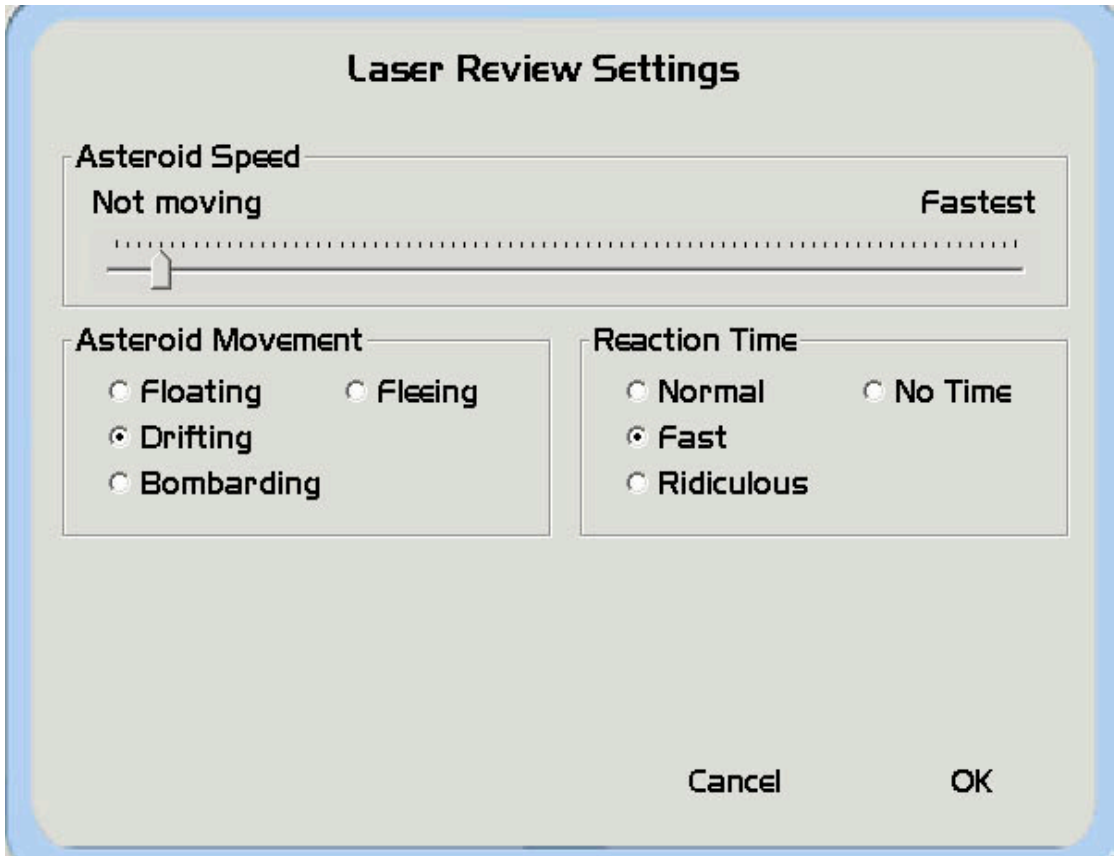 Laser Review Settings
Asteroid Speed
Not moving Fastest
Asteroid Movement
Floating Fleeing
Drifting
Bombarding
Reaction Time
Normal No Time
Fast
Ridiculous
Cancel OK